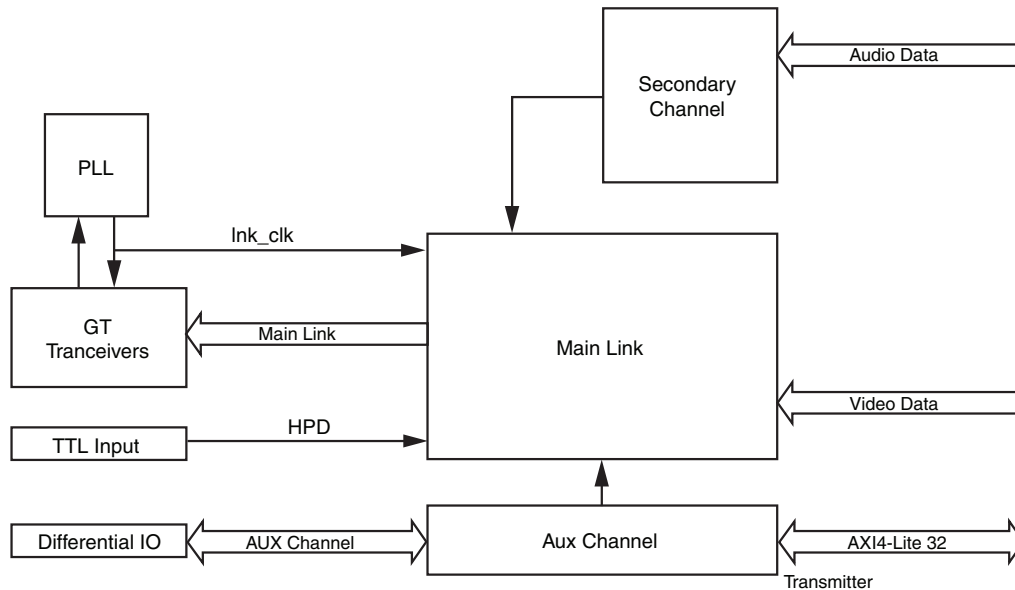 Audio Data
Secondary
Channel
PLL
lnk_clk
GT
Tranceivers
Main Link
Main Link
Video Data
HPD
TTL Input
Differential IO
AUX Channel
Aux Channel
AXI4-Lite 32
Transmitter